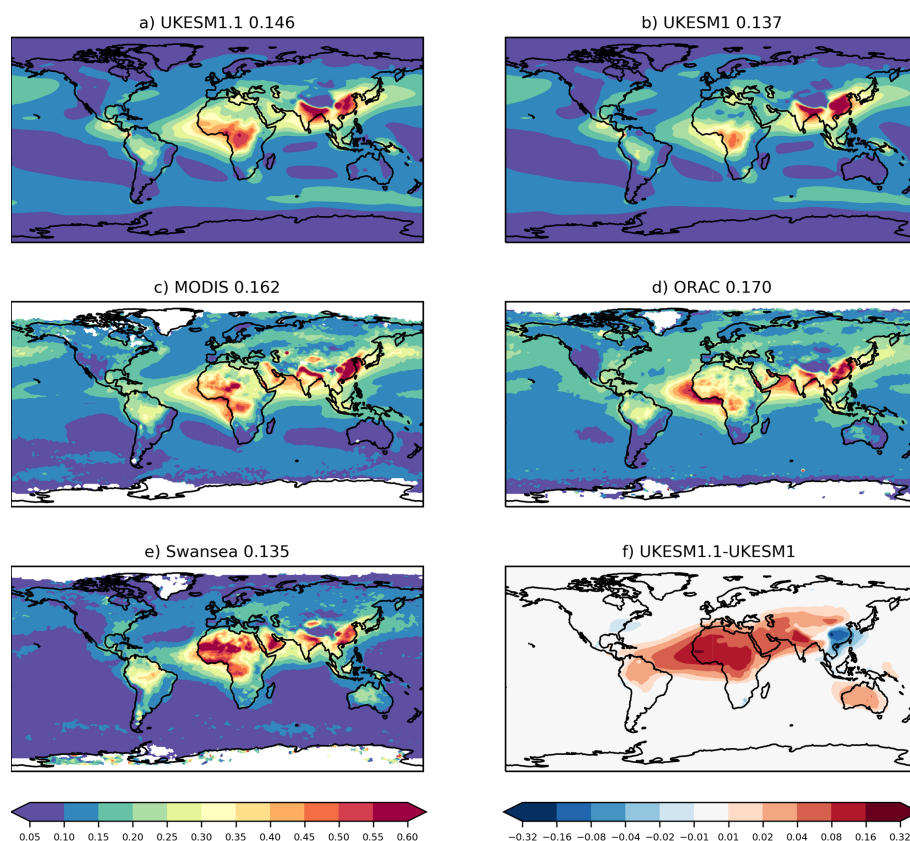 a) UKESM1.1 0.146
b) UKESM1 0.137
c) MODIS 0.162
d) ORAC 0.170
e) Swansea 0.135
f) UKESM1.1-UKESM1
0.05 0.10 0.15 0.20 0.25 0.30 0.35 0.40 0.45 0.50 0.55 0.60
−0.32 −0.16 −0.08 −0.04 −0.02 −0.01 0.01 0.02 0.04 0.08 0.16 0.32